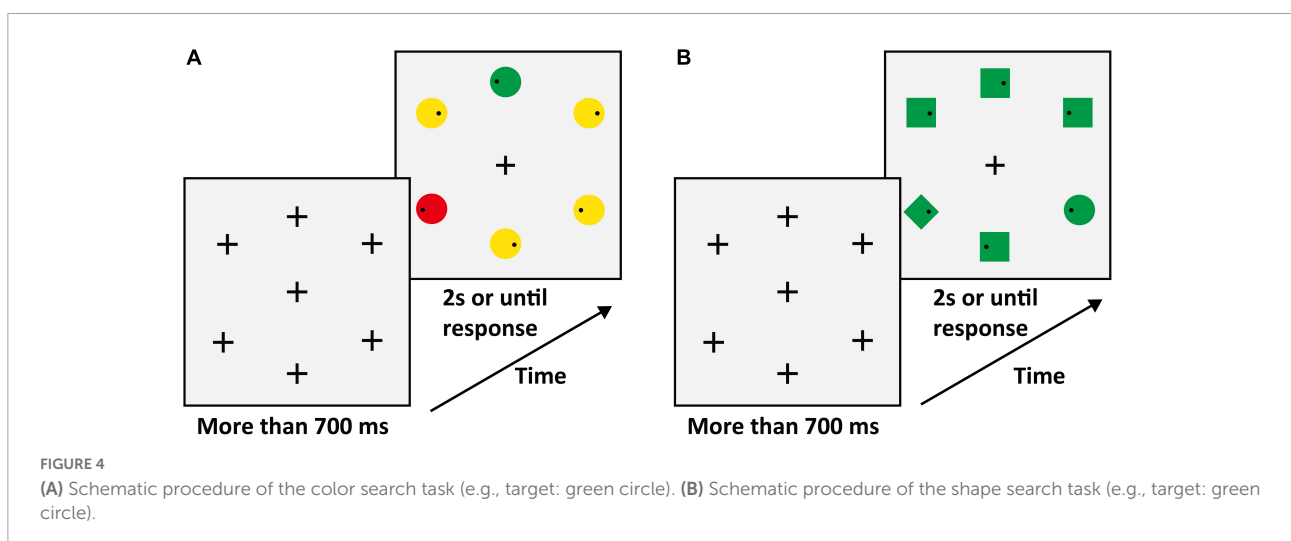 A
B
2s or until
response
Time
More than 700 ms
2s or until
response
Time
More than 700 ms
FIGURE 4
(A) Schematic procedure of the color search task (e.g., target: green circle). (B) Schematic procedure of the shape search task (e.g., target: green
circle).